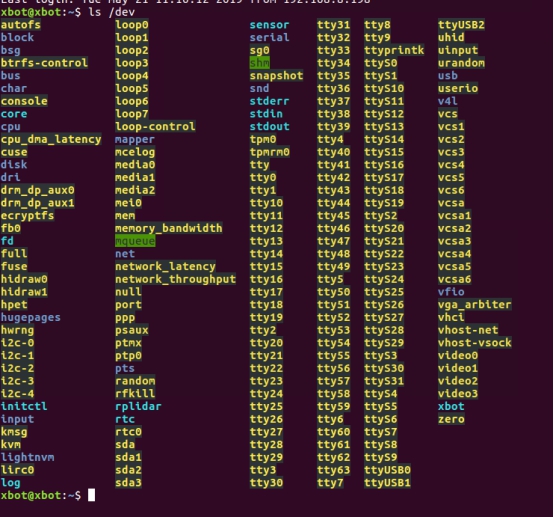 Last login: Tue May 21 2019 from
xbot@xbot:~$ ls /dev
autofs loop0 sensor tty31 tty8 ttyUSB2
block loop1 serial tty32 tty9 uhid
bsg loop2 sg0 tty33 ttyprintk uinput
btrfs-control loop3 shm tty34 ttyS0 urandom
bus loop4 snapshot tty35 ttyS1 usb
char loop5 snd tty36 ttyS10 userio
console loop6 stderr tty37 ttyS11 v4l
core loop7 stdin tty38 ttyS12 vcs
cpu loop-control stdout tty39 ttyS13 vcs1
cpu_dma_latency mapper tpm0 tty4 ttyS14 vcs2
cuse mcelog tpmrm0 tty40 ttyS15 vcs3
disk media0 tty tty41 ttyS16 vcs4
dri media1 tty0 tty42 ttyS17 vcs5
drm_dp_aux0 media2 tty1 tty43 ttyS18 vcs6
drm_dp_aux1 mei0 tty10 tty44 ttyS19 vcsa
ecryptfs mem tty11 tty45 ttyS2 vcsa1
fb0 memory_bandwidth tty12 tty46 ttyS20 vcsa2
fd mqueue tty13 tty47 ttyS21 vcsa3
full net tty14 tty48 ttyS22 vcsa4
fuse network_latency tty15 tty49 ttyS23 vcsa5
hidraw0 network_throughput tty16 tty5 ttyS24 vcsa6
hidraw1 null tty17 tty50 ttyS25 vfio
hpet port tty18 tty51 ttyS26 vga_arbiter
hugepages ppp tty19 tty52 ttyS27 vhci
hwrng psaux tty2 tty53 ttyS28 vhost-net
i2c-0 ptmx tty20 tty54 ttyS29 vhost-vsock
i2c-1 ptp0 tty21 tty55 ttyS3 video0
i2c-2 pts tty22 tty56 ttyS30 video1
i2c-3 random tty23 tty57 ttyS31 video2
i2c-4 rfkill tty24 tty58 ttyS4 video3
initctl rplidar tty25 tty59 ttyS5 xbot
input rtc tty26 tty6 ttyS6 zero
kmsg rtc0 tty27 tty60 ttyS7
kvm sda tty28 tty61 ttyS8
lightnvm sda1 tty29 tty62 ttyS9
lirc0 sda2 tty3 tty63 ttyUSB0
log sda3 tty30 tty7 ttyUSB1
xbot@xbot:~$